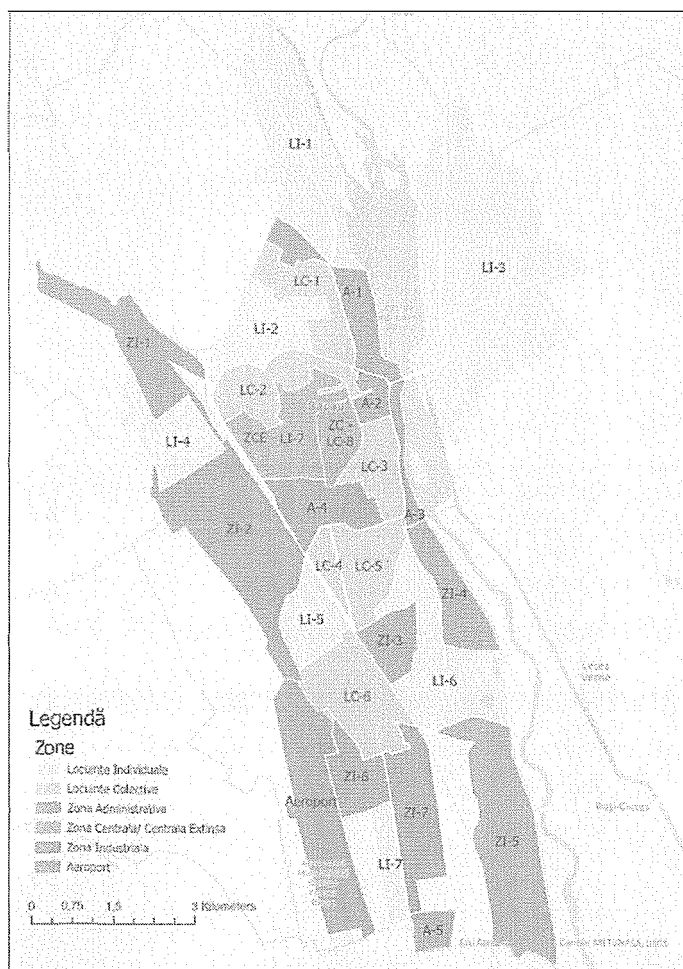 LI-1
LI-3
LC-1
A-1
LI-2
ZI-1
LC-2
A-2
ZCE
LI-7
ZC -
LC-8
LI-4
LC-3
A-4
A-3
ZI-2
LC-4
LC-5
ZI-4
LI-5
ZI-3
LI-6
LC-6
Aeroport
ZI-6
ZI-7
ZI-5
LI-7
A-5
Legendă
Zone
Locuinte Individuale
Locuinte Colective
Zona Administrativa
Zona Centrala/ Centrala Extinsa
Zona Industriala
Aeroport
0 0,75 1,5 3 Kilometers